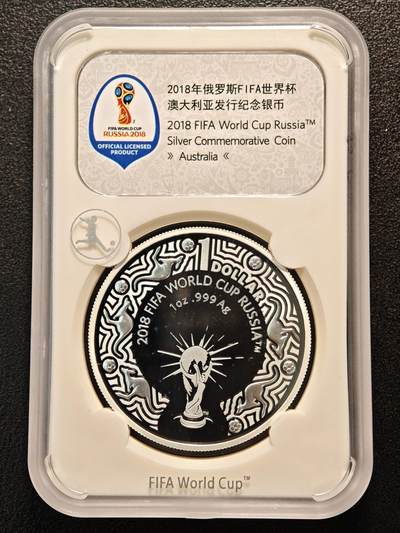 2018年俄罗斯FIFA世界杯
澳大利亚发行纪念银币
2018 FIFA World Cup Russia™
Silver Commemorative Coin
》 Australia 《
FIFA WORLD CUP
RUSSIA 2018
OFFICIAL LICENSED
PRODUCT
1 DOLLAR
2018 FIFA WORLD CUP RUSSIA™
1oz .999 Ag
FIFA World Cup™